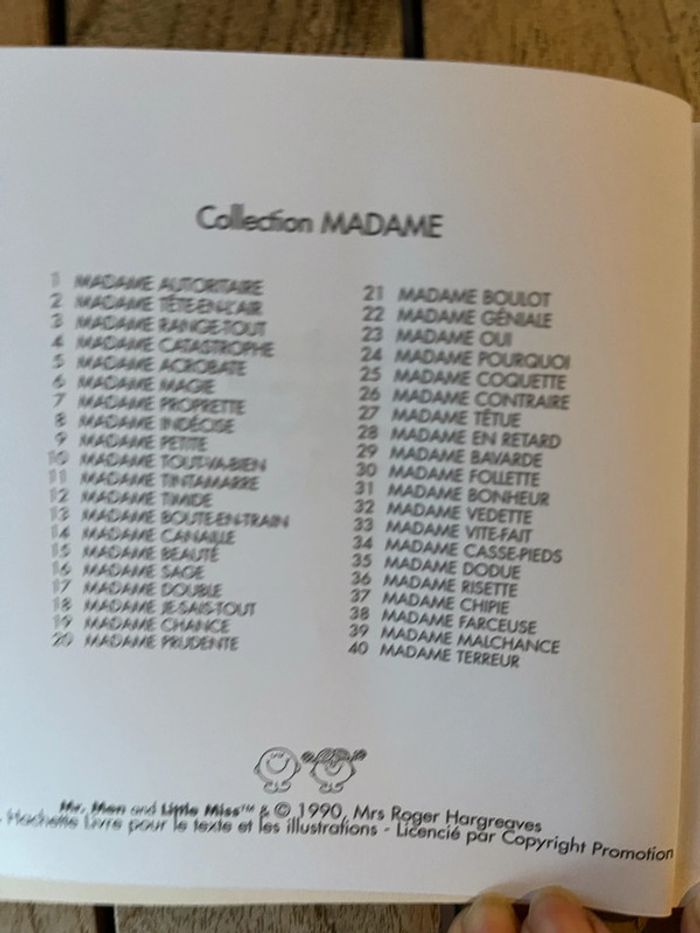 Collection MADAME
1 MADAME AUTORITAIRE
2 MADAME TÊTE-EN-L'AIR
3 MADAME RANGE-TOUT
4 MADAME CATASTROPHE
5 MADAME ACROBATE
6 MADAME MAGIE
7 MADAME PROPRETTE
8 MADAME INDÉCISE
9 MADAME PETITE
10 MADAME TOUT-VA-BIEN
11 MADAME TINTAMARRE
12 MADAME TIMIDE
13 MADAME BOUTE-EN-TRAIN
14 MADAME CANAILLE
15 MADAME BEAUTÉ
16 MADAME SAGE
17 MADAME DOUBLE
18 MADAME JE-SAIS-TOUT
19 MADAME CHANCE
20 MADAME PRUDENTE
21 MADAME BOULOT
22 MADAME GÉNIALE
23 MADAME OUI
24 MADAME POURQUOI
25 MADAME COQUETTE
26 MADAME CONTRAIRE
27 MADAME TÊTUE
28 MADAME EN RETARD
29 MADAME BAVARDE
30 MADAME FOLLETTE
31 MADAME BONHEUR
32 MADAME VEDETTE
33 MADAME VITE-FAIT
34 MADAME CASSE-PIEDS
35 MADAME DODUE
36 MADAME RISETTE
37 MADAME CHIPIE
38 MADAME FARCEUSE
39 MADAME MALCHANCE
40 MADAME TERREUR
Mr. Men and Little Miss™ & © 1990, Mrs Roger Hargreaves
Hachette Livre pour le texte et les illustrations - Licencié par Copyright Promotion